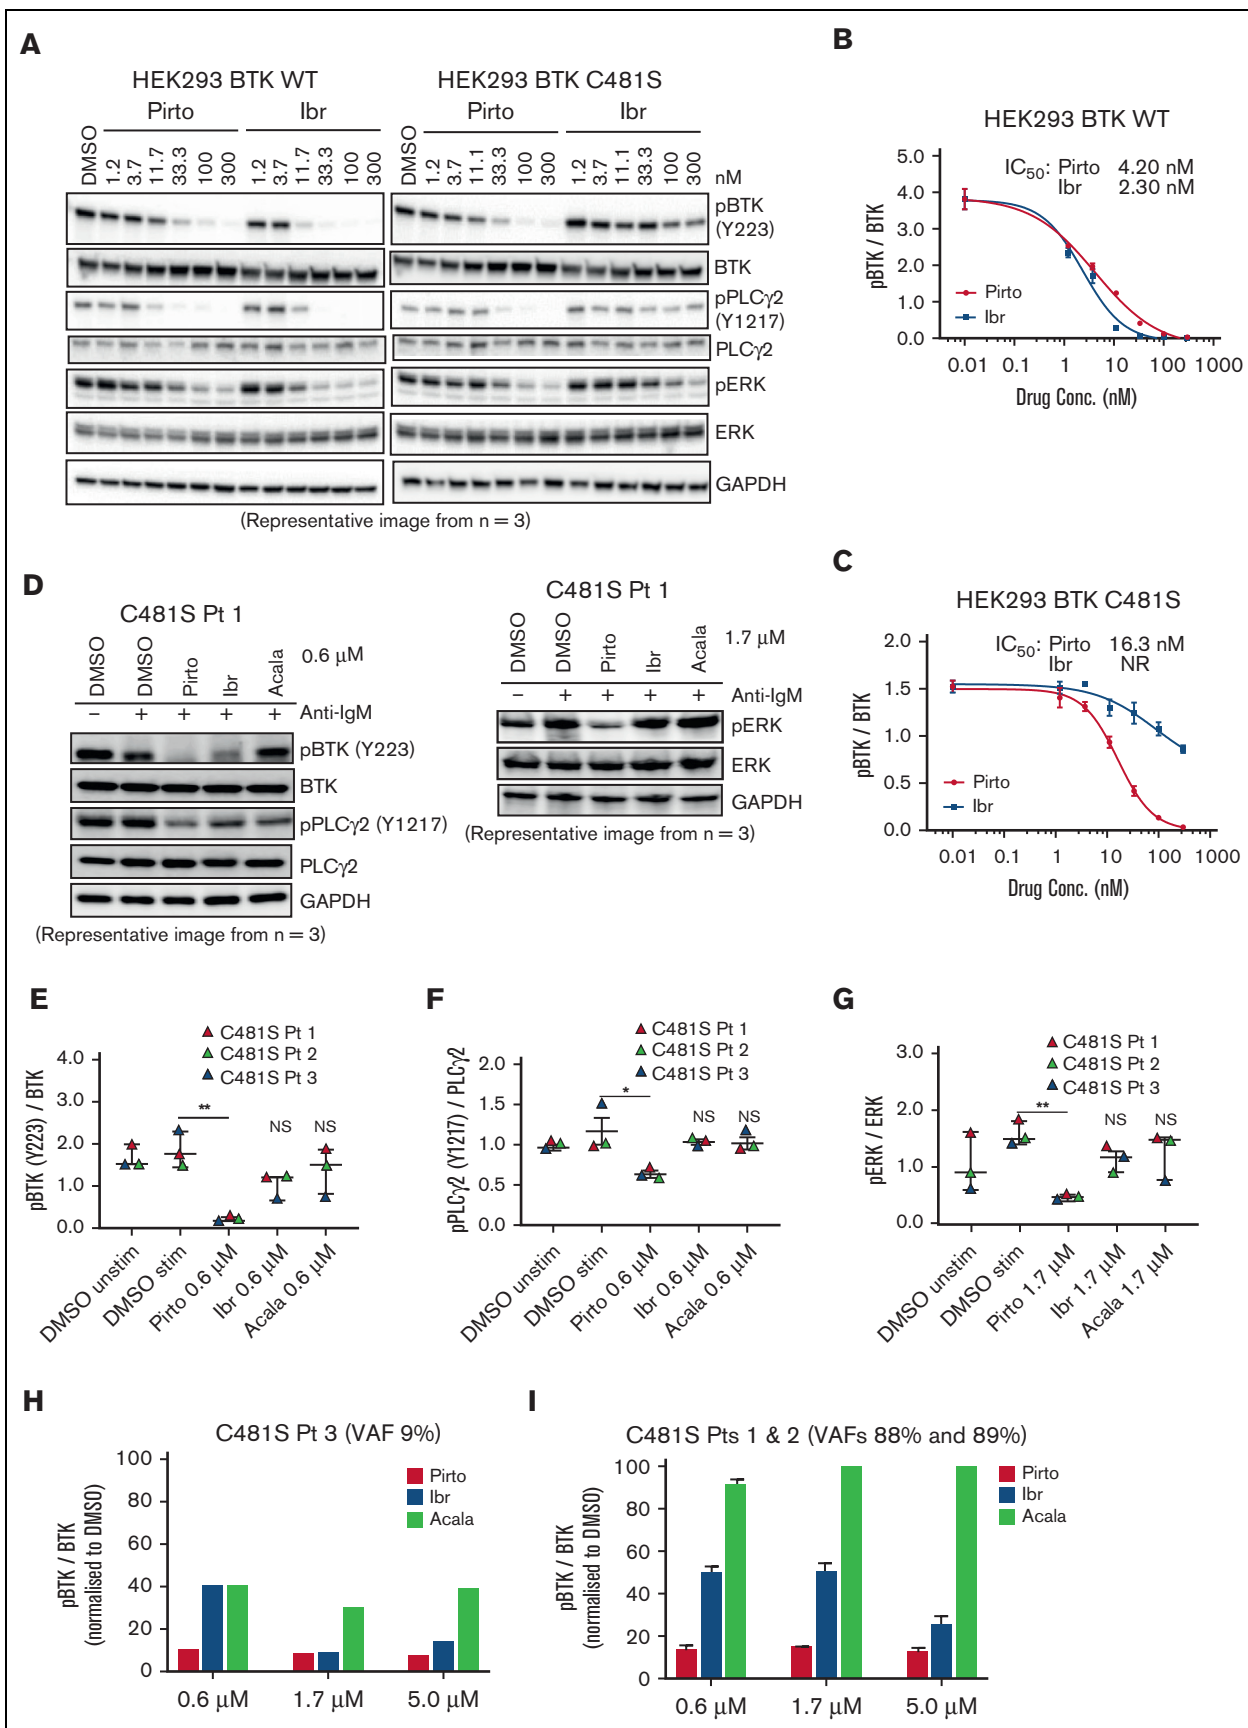 A
HEK293 BTK WT
HEK293 BTK C481S
Pirto
Ibr
Pirto
Ibr
DMSO
1.2
3.7
11.7
33.3
100
300
1.2
3.7
11.7
33.3
100
300
DMSO
1.2
3.7
11.1
33.3
100
300
1.2
3.7
11.1
33.3
100
300
nM
pBTK
(Y223)
BTK
pPLCγ2
(Y1217)
PLCγ2
pERK
ERK
GAPDH
(Representative image from n = 3)
B
HEK293 BTK WT
IC50: Pirto 4.20 nM
Ibr 2.30 nM
pBTK / BTK
5.0
4.0
3.0
2.0
1.0
0.0
Pirto
Ibr
0.01 0.1 1 10 100 1000
Drug Conc. (nM)
C
HEK293 BTK C481S
IC50: Pirto 16.3 nM
Ibr NR
pBTK / BTK
2.0
1.5
1.0
0.5
0.0
Pirto
Ibr
0.01 0.1 1 10 100 1000
Drug Conc. (nM)
D
C481S Pt 1
DMSO
DMSO
Pirto
Ibr
Acala
0.6 μM
− + + + + Anti-IgM
pBTK (Y223)
BTK
pPLCγ2 (Y1217)
PLCγ2
GAPDH
(Representative image from n = 3)
C481S Pt 1
DMSO
DMSO
Pirto
Ibr
Acala
1.7 μM
− + + + + Anti-IgM
pERK
ERK
GAPDH
(Representative image from n = 3)
E
C481S Pt 1
C481S Pt 2
C481S Pt 3
pBTK (Y223) / BTK
4.0
3.0
2.0
1.0
0.0
**
NS
NS
DMSO unstim
DMSO stim
Pirto 0.6 μM
Ibr 0.6 μM
Acala 0.6 μM
F
C481S Pt 1
C481S Pt 2
C481S Pt 3
pPLCγ2 (Y1217) / PLCγ2
2.0
1.5
1.0
0.5
0.0
*
NS
NS
DMSO unstim
DMSO stim
Pirto 0.6 μM
Ibr 0.6 μM
Acala 0.6 μM
G
C481S Pt 1
C481S Pt 2
C481S Pt 3
pERK / ERK
3.0
2.0
1.0
0.0
**
NS
NS
DMSO unstim
DMSO stim
Pirto 1.7 μM
Ibr 1.7 μM
Acala 1.7 μM
H
C481S Pt 3 (VAF 9%)
pBTK / BTK
(normalised to DMSO)
100
80
60
40
20
0
Pirto
Ibr
Acala
0.6 μM 1.7 μM 5.0 μM
I
C481S Pts 1 & 2 (VAFs 88% and 89%)
pBTK / BTK
(normalised to DMSO)
100
80
60
40
20
0
Pirto
Ibr
Acala
0.6 μM 1.7 μM 5.0 μM